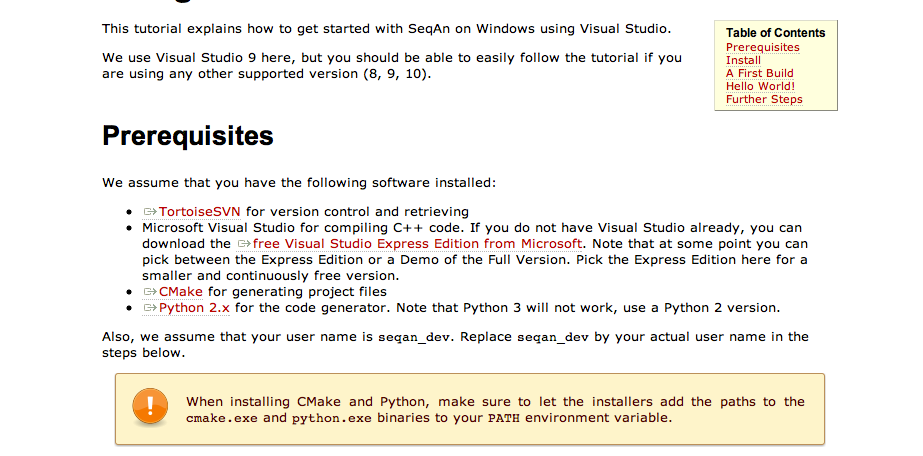 This tutorial explains how to get started with SeqAn on Windows using Visual Studio.
We use Visual Studio 9 here, but you should be able to easily follow the tutorial if you
are using any other supported version (8, 9, 10).
Table of Contents
Prerequisites
Install
A First Build
Hello World!
Further Steps
Prerequisites
We assume that you have the following software installed:
TortoiseSVN for version control and retrieving
Microsoft Visual Studio for compiling C++ code. If you do not have Visual Studio already, you can
download the free Visual Studio Express Edition from Microsoft. Note that at some point you can
pick between the Express Edition or a Demo of the Full Version. Pick the Express Edition here for a
smaller and continuously free version.
CMake for generating project files
Python 2.x for the code generator. Note that Python 3 will not work, use a Python 2 version.
Also, we assume that your user name is seqan_dev. Replace seqan_dev by your actual user name in the
steps below.
When installing CMake and Python, make sure to let the installers add the paths to the
cmake.exe and python.exe binaries to your PATH environment variable.